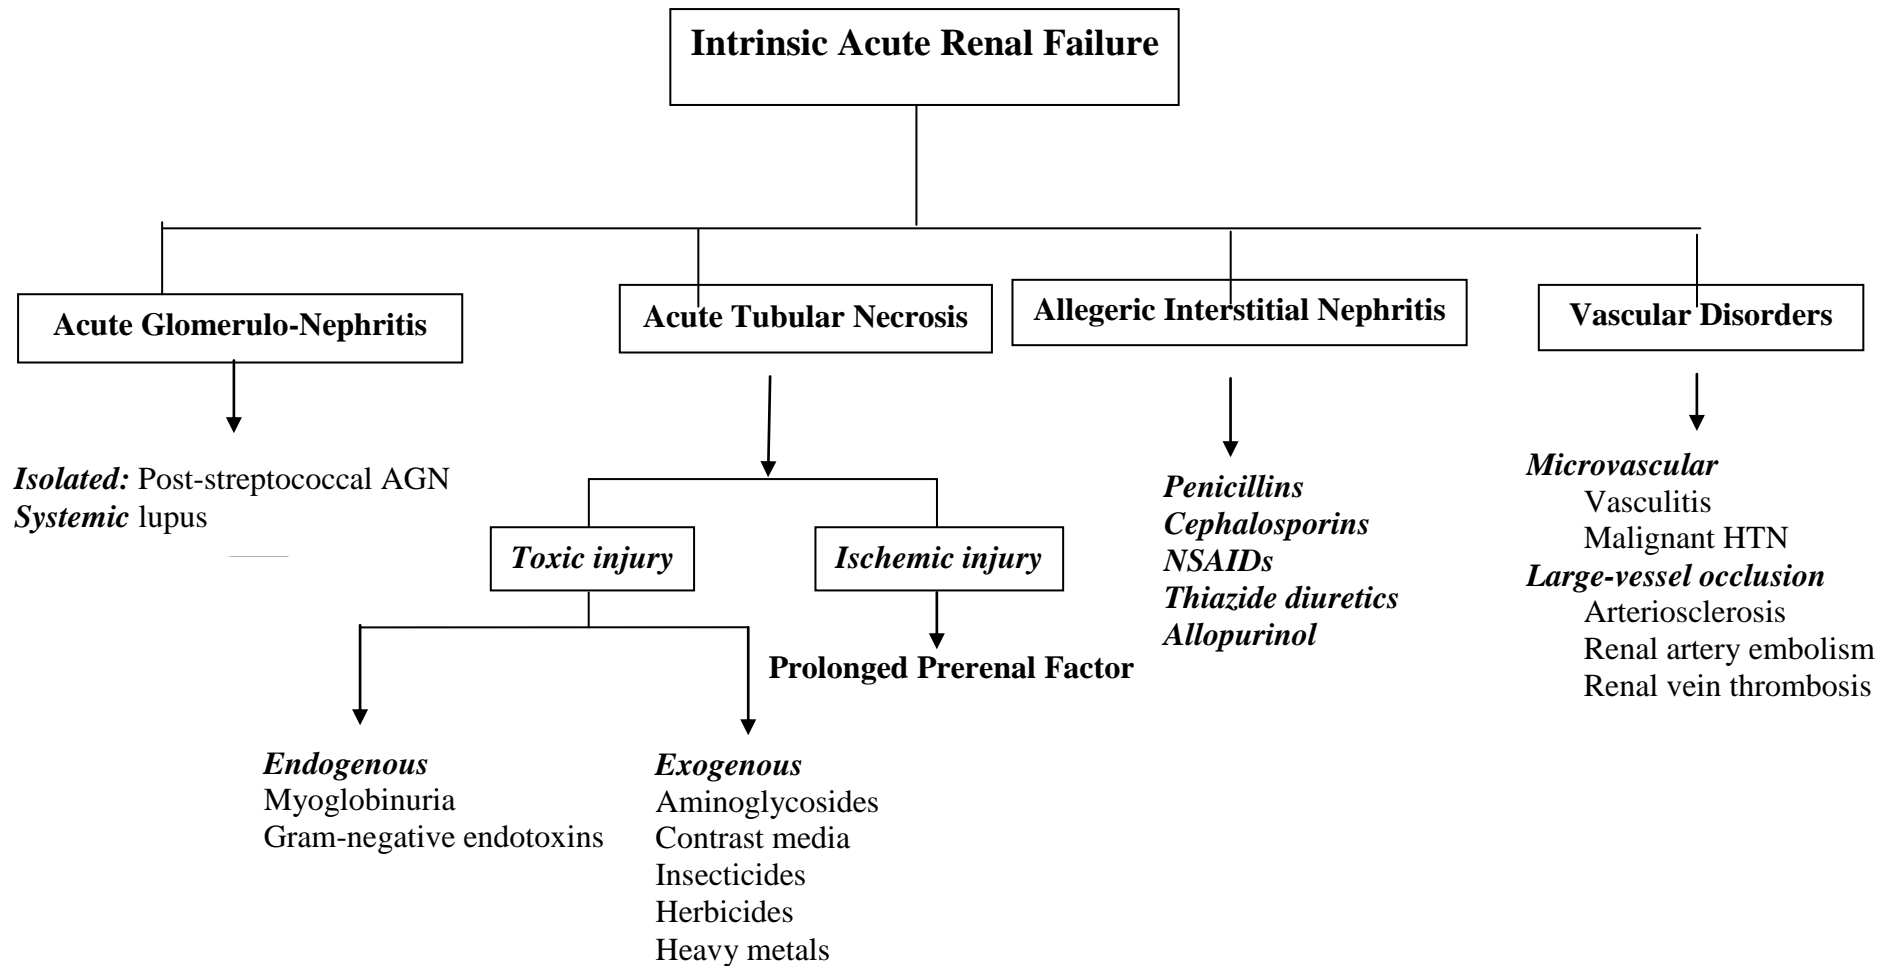 Intrinsic Acute Renal Failure
Acute Glomerulo-Nephritis
Acute Tubular Necrosis
Allegeric Interstitial Nephritis
Vascular Disorders
Isolated: Post-streptococcal AGN
Systemic lupus
Toxic injury
Ischemic injury
Prolonged Prerenal Factor
Endogenous
Myoglobinuria
Gram-negative endotoxins
Exogenous
Aminoglycosides
Contrast media
Insecticides
Herbicides
Heavy metals
Penicillins
Cephalosporins
NSAIDs
Thiazide diuretics
Allopurinol
Microvascular
Vasculitis
Malignant HTN
Large-vessel occlusion
Arteriosclerosis
Renal artery embolism
Renal vein thrombosis